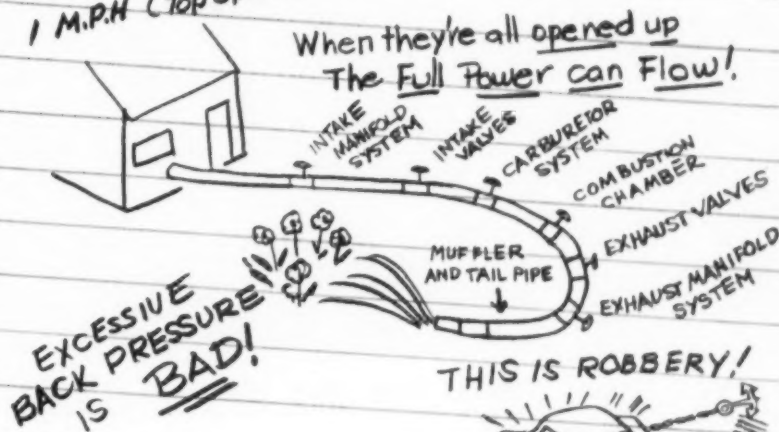 1 M.P.H
When they're all opened up
The Full Power can Flow!
INTAKE
MANIFOLD
SYSTEM
INTAKE
VALVES
CARBURETOR
SYSTEM
COMBUSTION
CHAMBER
EXHAUST VALVES
EXHAUST MANIFOLD
SYSTEM
MUFFLER
AND TAIL PIPE
EXCESSIVE
BACK PRESSURE
IS BAD!
THIS IS ROBBERY!